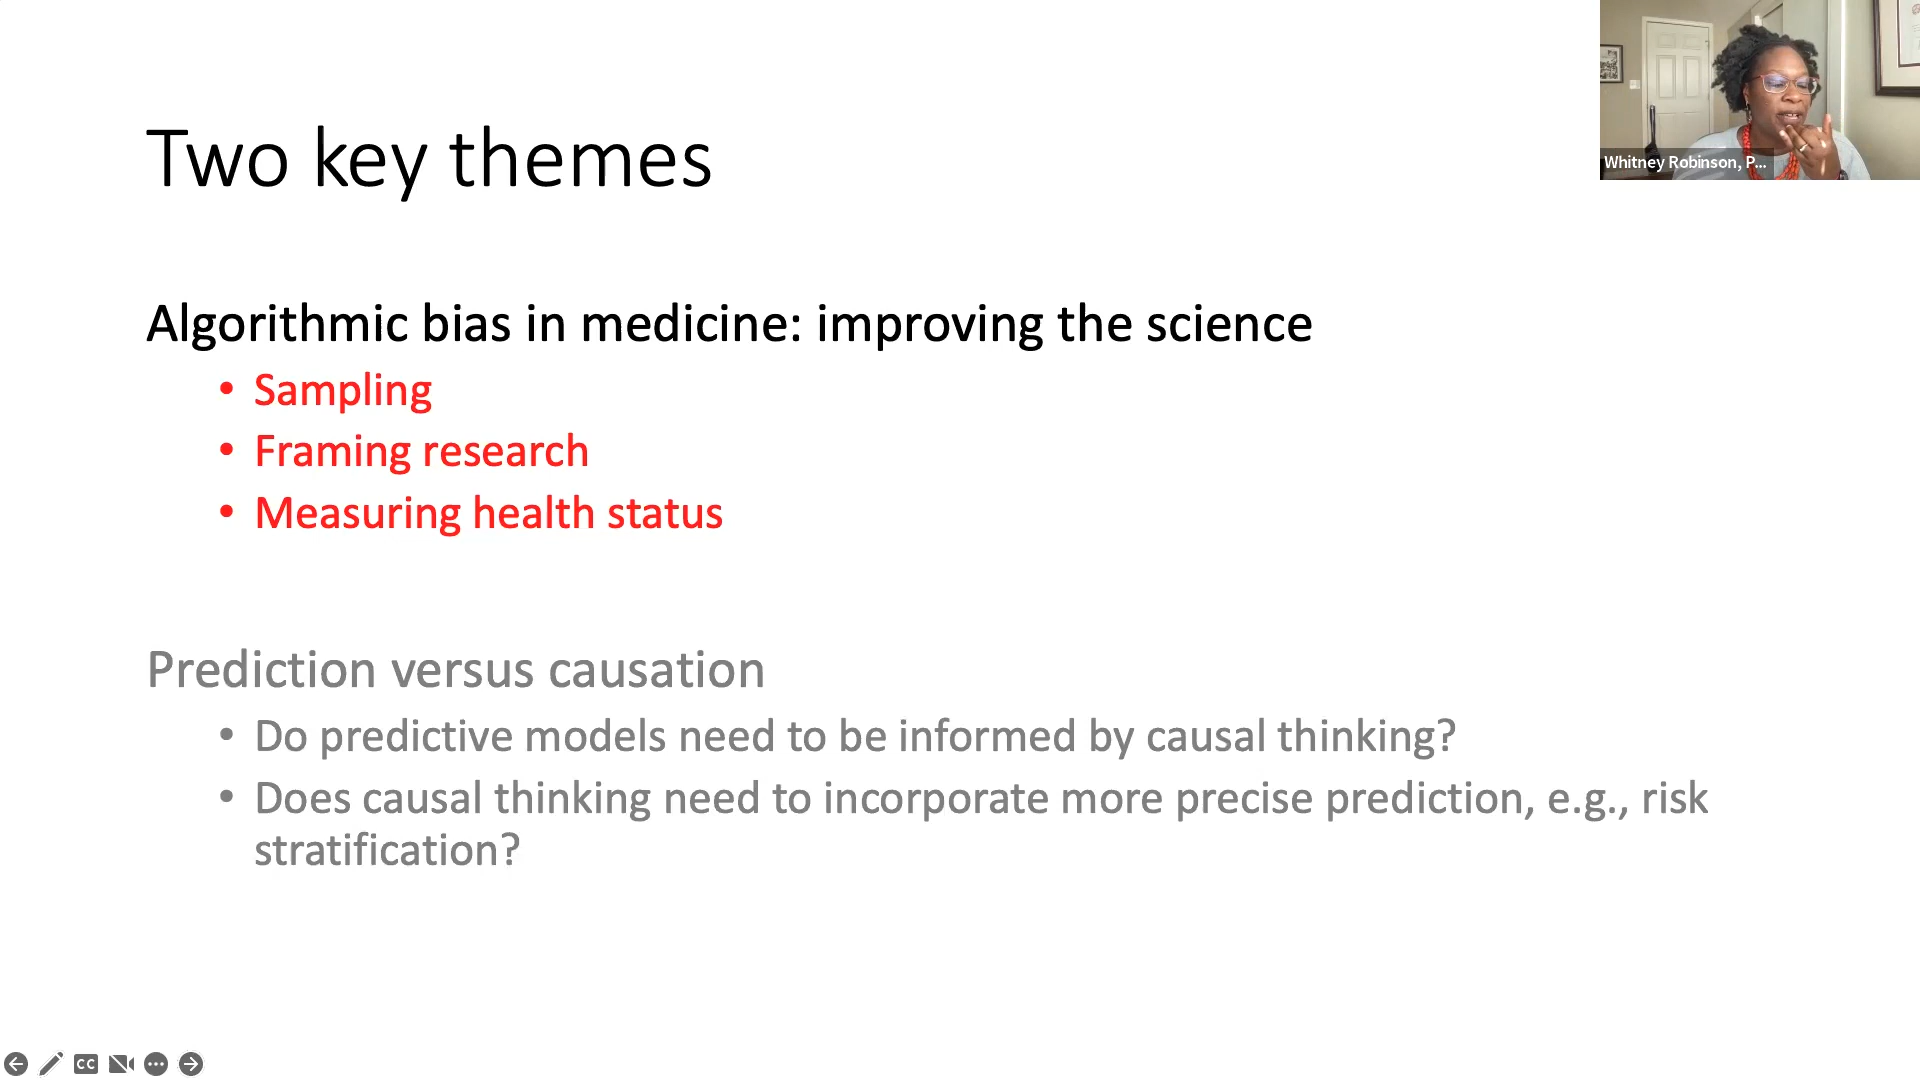 Two key themes
Whitney Robinson, P...
Algorithmic bias in medicine: improving the science
• Sampling
• Framing research
• Measuring health status
Prediction versus causation
• Do predictive models need to be informed by causal thinking?
• Does causal thinking need to incorporate more precise prediction, e.g., risk
stratification?
CC